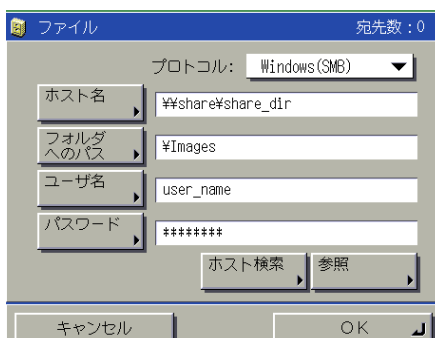 ファイル 宛先数:0
プロトコル: Windows(SMB)
ホスト名 ¥¥share¥share_dir
フォルダ
へのパス ¥Images
ユーザ名 user_name
パスワード ********
ホスト検索 参照
キャンセル OK